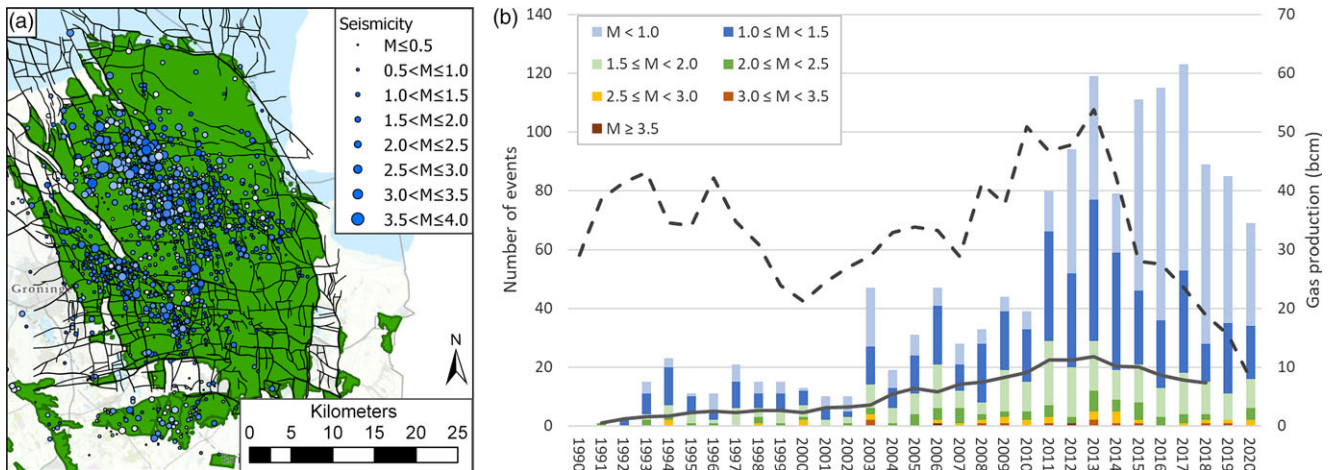 (a)
Seismicity
M≤0.5
0.5<M≤1.0
1.0<M≤1.5
1.5<M≤2.0
2.0<M≤2.5
2.5<M≤3.0
3.0<M≤3.5
3.5<M≤4.0
Groning
N
Kilometers
0 2.5 5 10 15 20 25
(b)
140
120
100
80
60
40
20
0
Number of events
M < 1.0
1.0 ≤ M < 1.5
1.5 ≤ M < 2.0
2.0 ≤ M < 2.5
2.5 ≤ M < 3.0
3.0 ≤ M < 3.5
M ≥ 3.5
70
60
50
40
30
20
10
0
Gas production (bcm)
1990 1991 1992 1993 1994 1995 1996 1997 1998 1999 2000 2001 2002 2003 2004 2005 2006 2007 2008 2009 2010 2011 2012 2013 2014 2015 2016 2017 2018 2019 2020